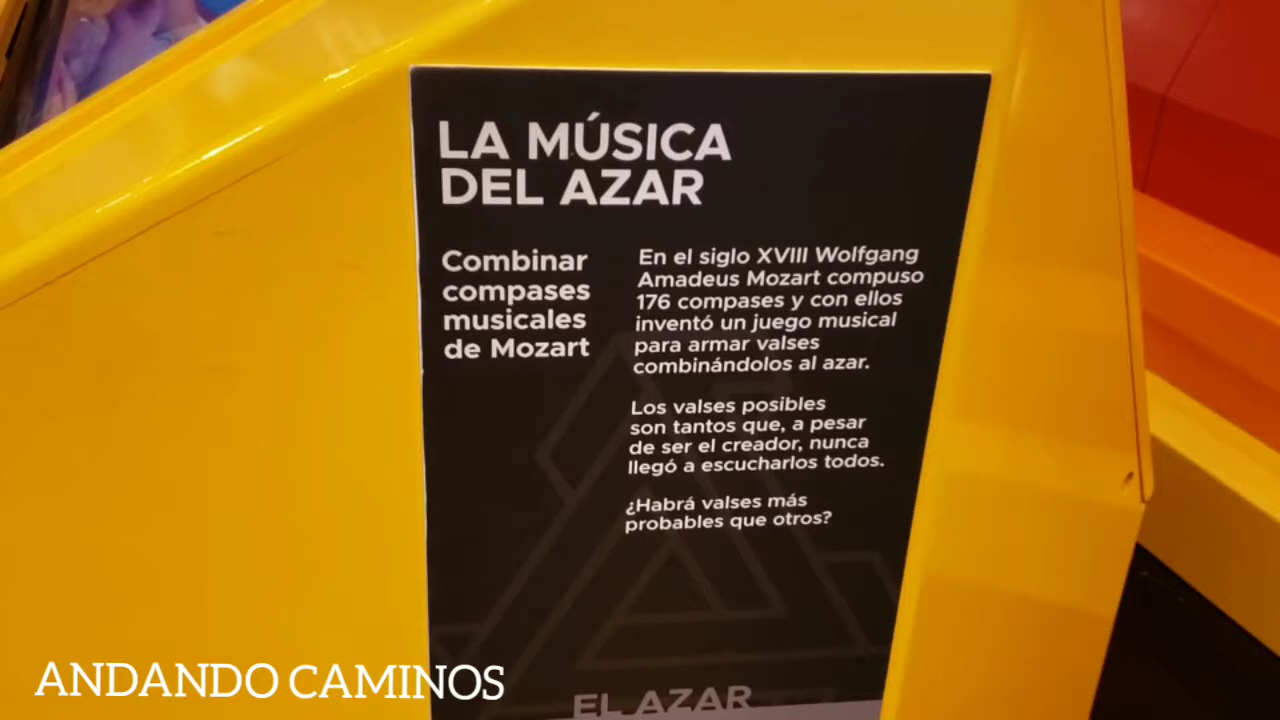 LA MÚSICA
DEL AZAR
Combinar
compases
musicales
de Mozart
En el siglo XVIII Wolfgang
Amadeus Mozart compuso
176 compases y con ellos
inventó un juego musical
para armar valses
combinándolos al azar.
Los valses posibles
son tantos que, a pesar
de ser el creador, nunca
llegó a escucharlos todos.
¿Habrá valses más
probables que otros?
EL AZAR
ANDANDO CAMINOS